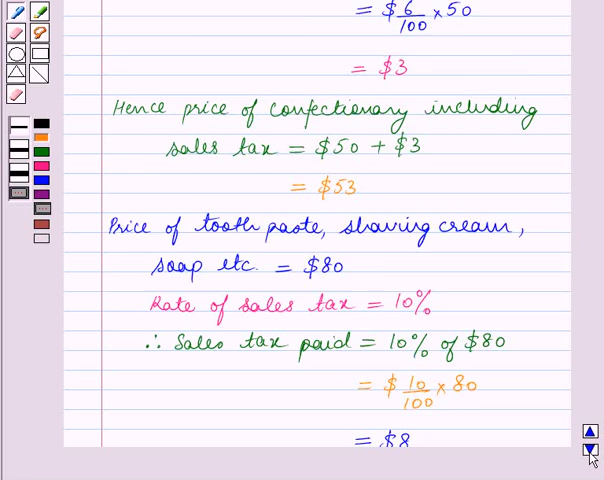 = $ 6/100 × 50
= $3
Hence price of confectionary including
sales tax = $50 + $3
= $53
Price of tooth paste, shaving cream,
soap etc. = $80
Rate of sales tax = 10%
∴ Sales tax paid = 10% of $80
= $ 10/100 × 80
= $8